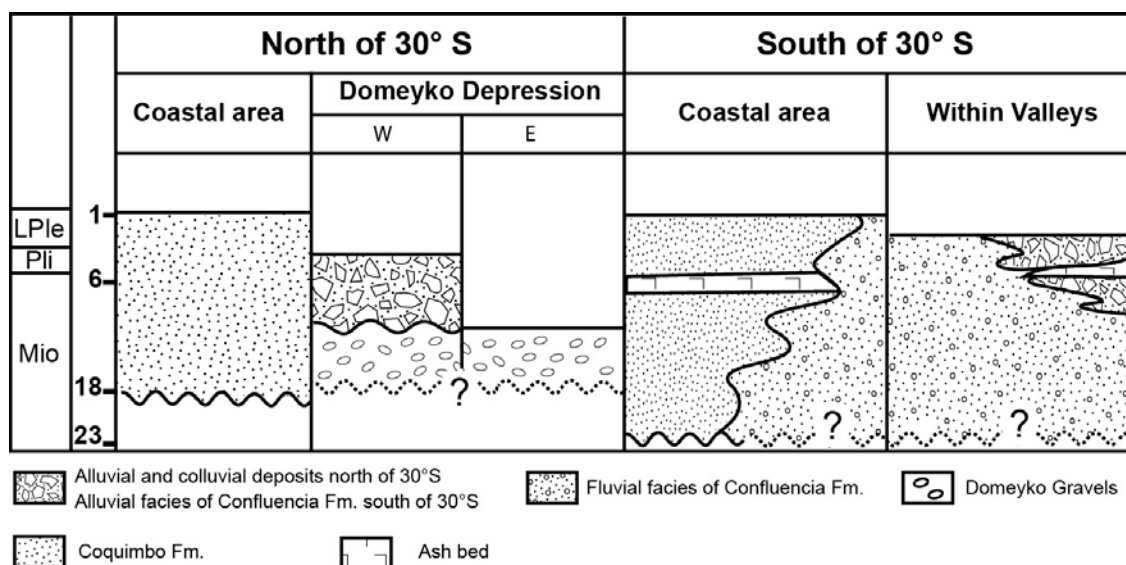 North of 30° S
South of 30° S
Coastal area
Domeyko Depression
W
E
Coastal area
Within Valleys
LPle
Pli
Mio
1
6
18
23
?
?
?
Alluvial and colluvial deposits north of 30°S
Alluvial facies of Confluencia Fm. south of 30°S
Fluvial facies of Confluencia Fm.
Domeyko Gravels
Coquimbo Fm.
Ash bed